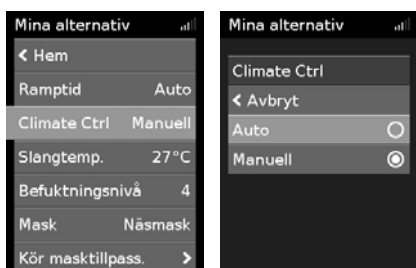 Mina alternativ
< Hem
Ramptid Auto
Climate Ctrl Manuell
Slangtemp. 27°C
Befuktningsnivå 4
Mask Näsmask
Kör masktillpass. >
Mina alternativ
Climate Ctrl
< Avbryt
Auto
Manuell